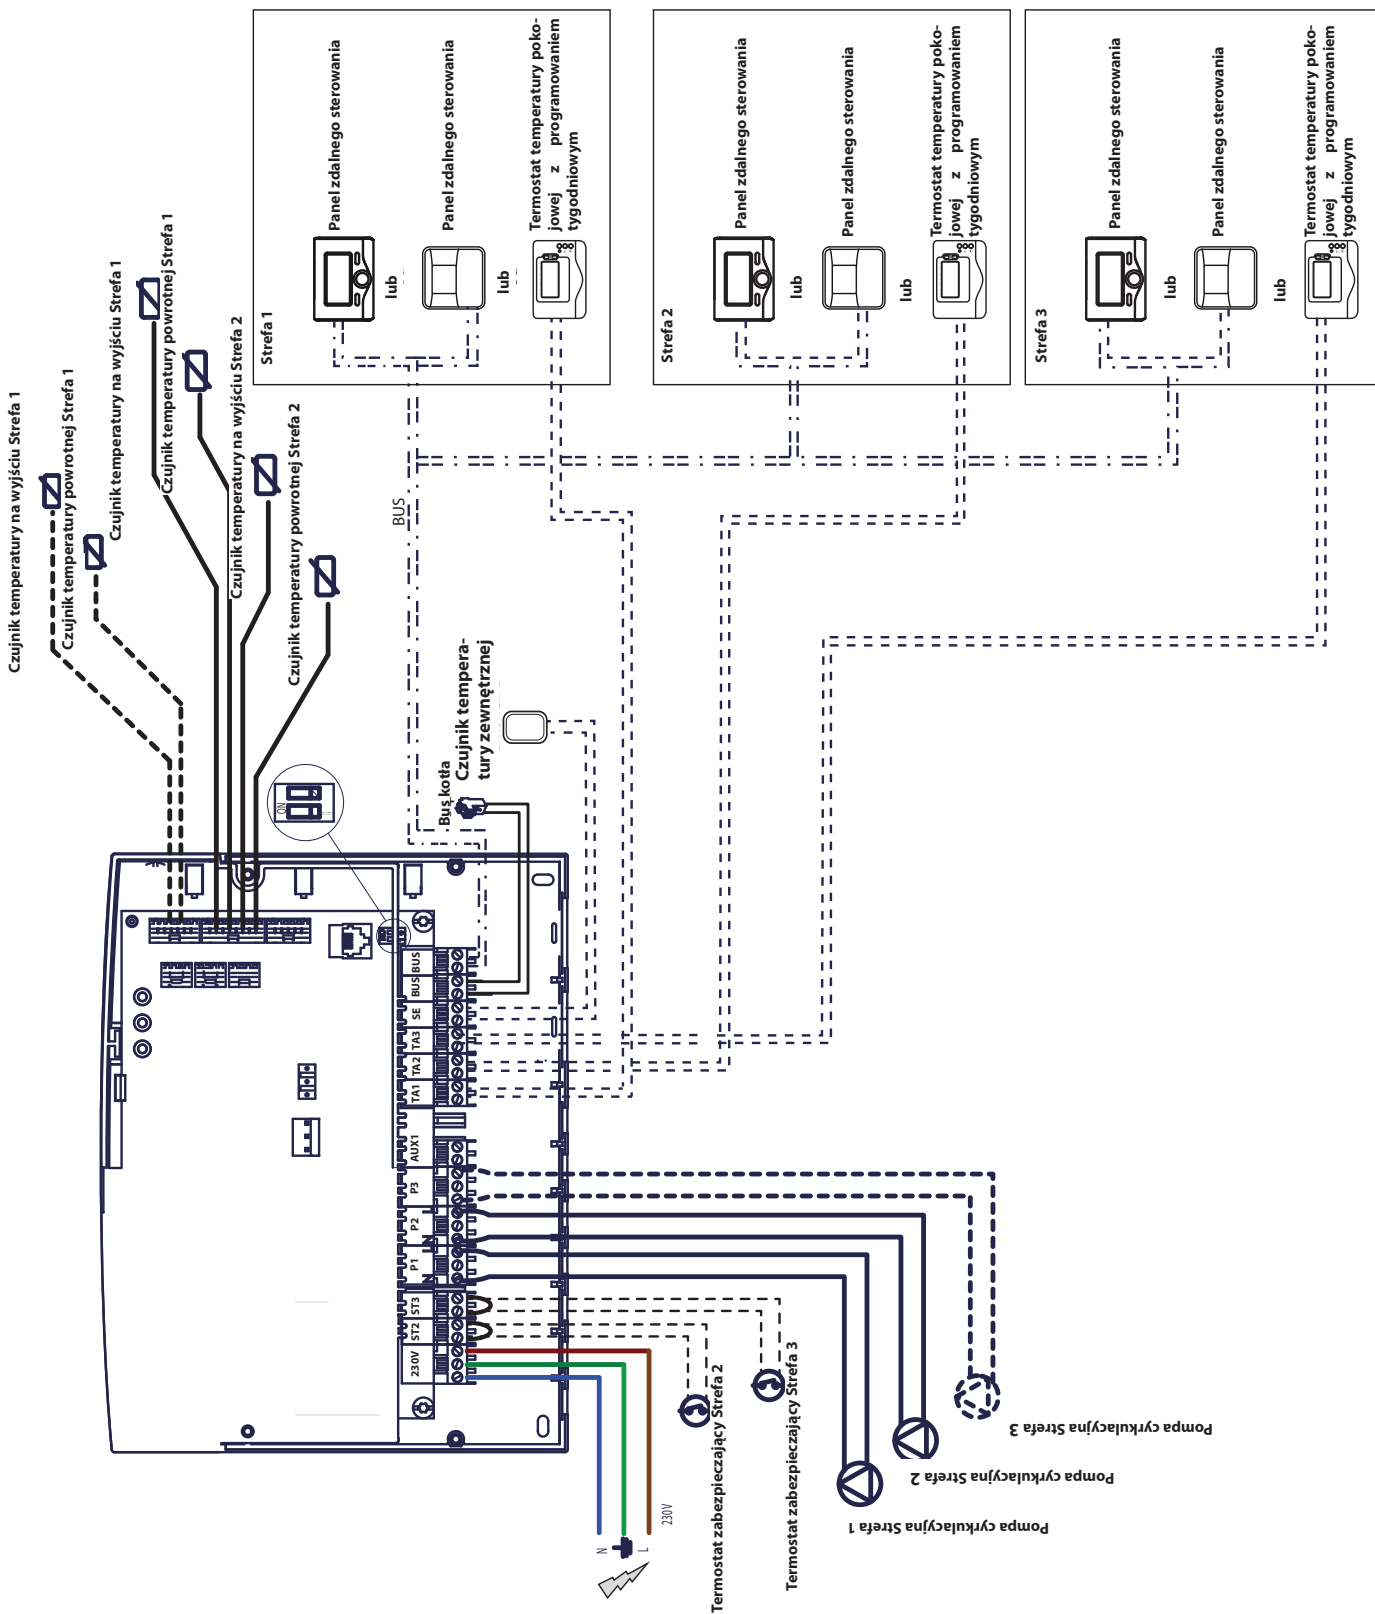 Czujnik temperatury na wyjściu Strefa 1
Czujnik temperatury powrotnej Strefa 1
Czujnik temperatury na wyjściu Strefa 1
Czujnik temperatury powrotnej Strefa 1
Czujnik temperatury na wyjściu Strefa 2
Czujnik temperatury powrotnej Strefa 2
Strefa 1
Panel zdalnego sterowania
lub
Panel zdalnego sterowania
lub
Termostat temperatury poko-
jowej z programowaniem
tygodniowym
Strefa 2
Panel zdalnego sterowania
lub
Panel zdalnego sterowania
lub
Termostat temperatury poko-
jowej z programowaniem
tygodniowym
Strefa 3
Panel zdalnego sterowania
lub
Panel zdalnego sterowania
lub
Termostat temperatury poko-
jowej z programowaniem
tygodniowym
BUS
Bus kotła
Czujnik tempera-
tury zewnętrznej
ON
230V
ST2
ST3
P1
P2
P3
AUX1
TA1
TA2
TA3
SE
BUS
BUS
N
L
N
L
N
L
230V
Termostat zabezpieczający Strefa 2
Termostat zabezpieczający Strefa 3
Pompa cyrkulacyjna Strefa 1
Pompa cyrkulacyjna Strefa 2
Pompa cyrkulacyjna Strefa 3